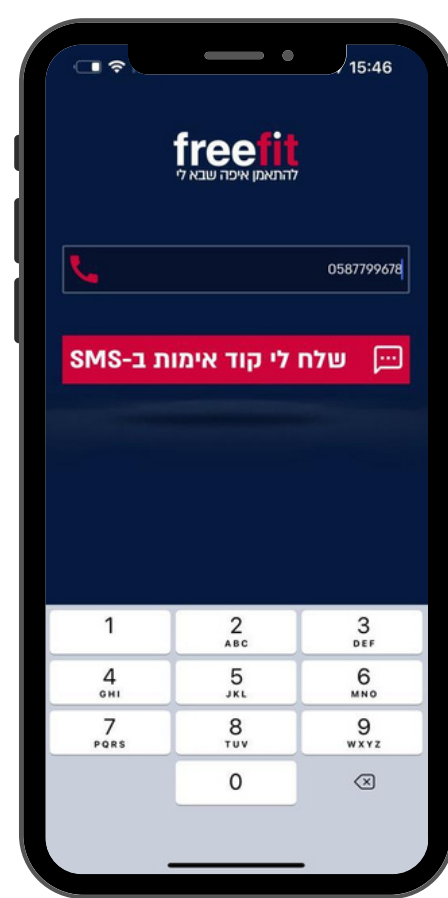 15:46
freefit
להתאמן איפה שבא לי
0587799678
שלח לי קוד אימות ב-SMS
1
2
3
ABC
DEF
4
5
6
GHI
JKL
MNO
7
8
9
PQRS
TUV
WXYZ
0